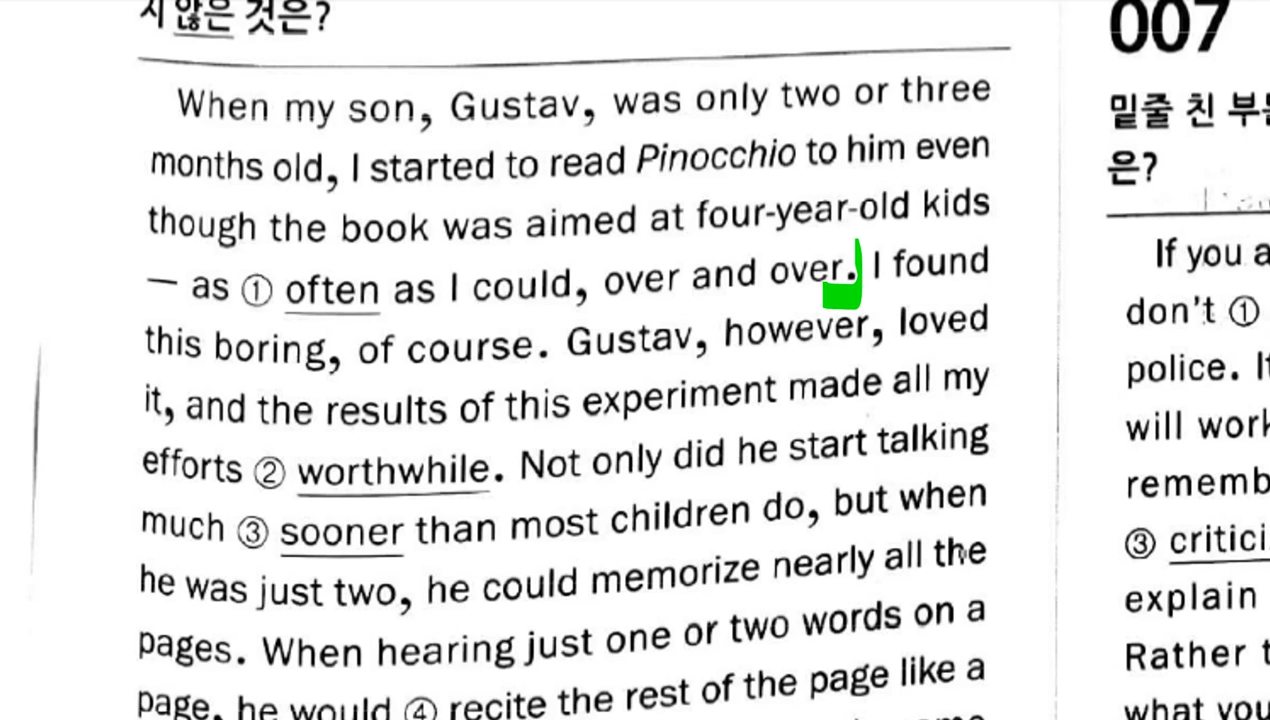 지 않은 것은?
When my son, Gustav, was only two or three
months old, I started to read Pinocchio to him even
though the book was aimed at four-year-old kids
— as ① often as I could, over and over. I found
this boring, of course. Gustav, however, loved
it, and the results of this experiment made all my
efforts ② worthwhile. Not only did he start talking
much ③ sooner than most children do, but when
he was just two, he could memorize nearly all the
pages. When hearing just one or two words on a
page, he would ④ recite the rest of the page like a
007
밑줄 친 부
은?
If you a
don't ①
police. I
will work
rememb
③ critici
explain
Rather t
what you